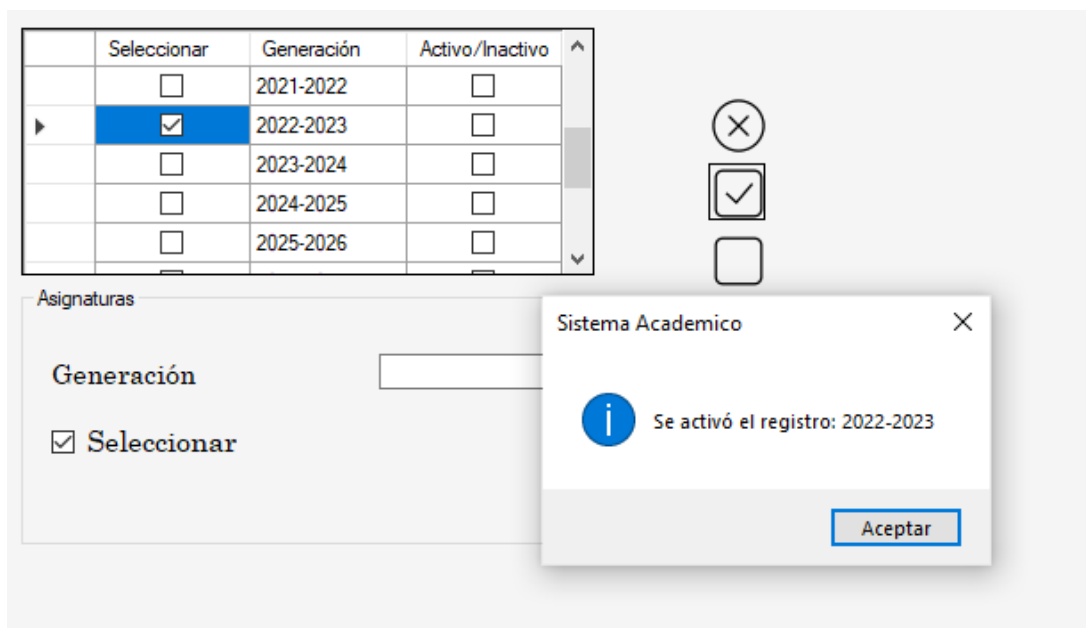 Seleccionar Generación Activo/Inactivo
2021-2022
2022-2023
2023-2024
2024-2025
2025-2026
Asignaturas
Generación
Seleccionar
Sistema Academico
Se activó el registro: 2022-2023
Aceptar